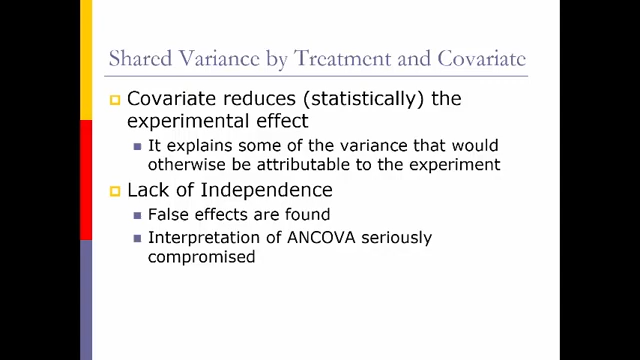 Shared Variance by Treatment and Covariate
Covariate reduces (statistically) the
experimental effect
It explains some of the variance that would
otherwise be attributable to the experiment
Lack of Independence
False effects are found
Interpretation of ANCOVA seriously
compromised